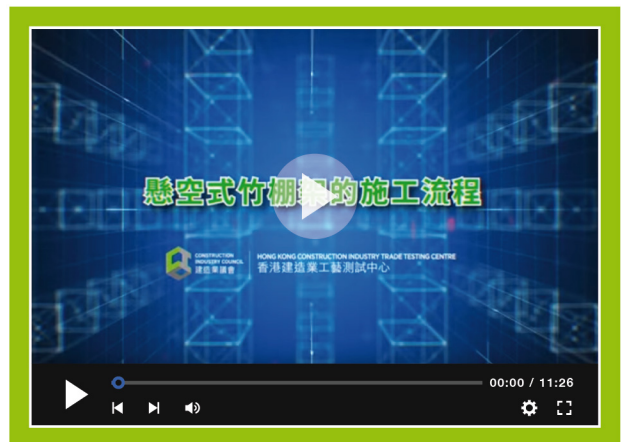 懸空式竹棚架的施工流程
CONSTRUCTION
INDUSTRY COUNCIL
建造業議會
HONG KONG CONSTRUCTION INDUSTRY TRADE TESTING CENTRE
香港建造業工藝測試中心
00:00 / 11:26